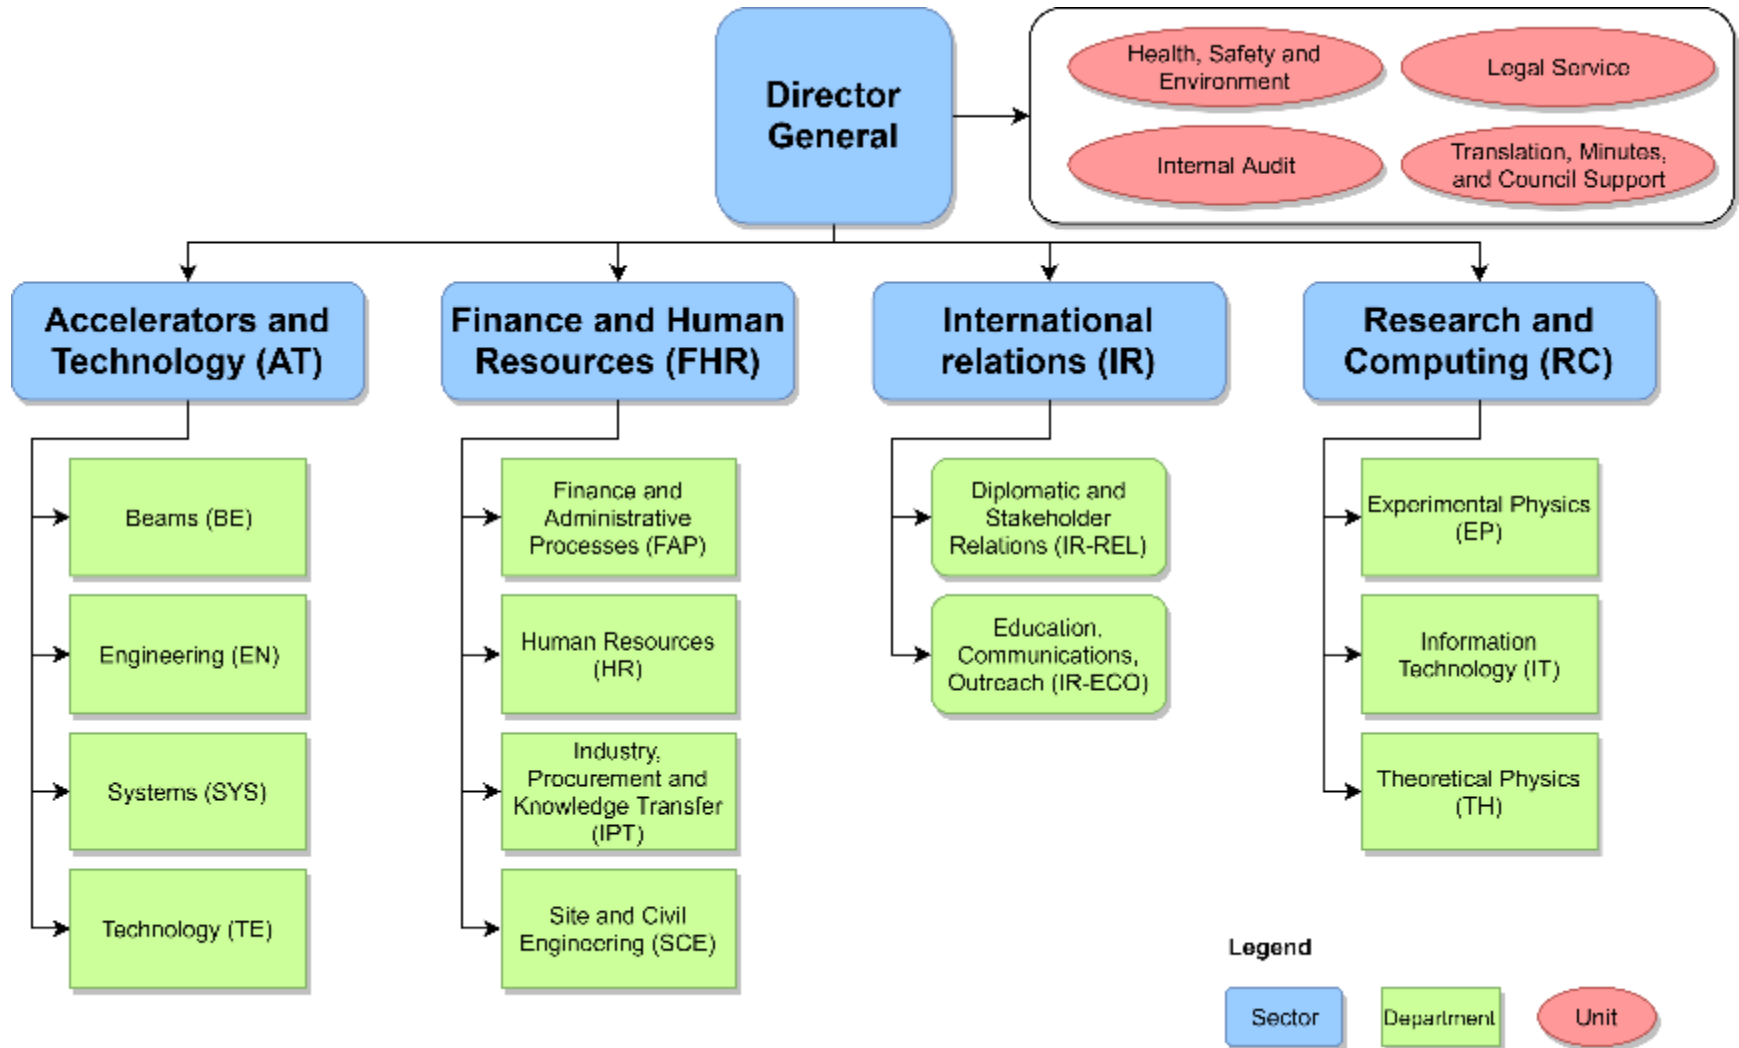 Director
General
Health, Safety and
Environment
Legal Service
Internal Audit
Translation, Minutes,
and Council Support
Accelerators and
Technology (AT)
Finance and Human
Resources (FHR)
International
relations (IR)
Research and
Computing (RC)
Beams (BE)
Engineering (EN)
Systems (SYS)
Technology (TE)
Finance and
Administrative
Processes (FAP)
Human Resources
(HR)
Industry,
Procurement and
Knowledge Transfer
(IPT)
Site and Civil
Engineering (SCE)
Diplomatic and
Stakeholder
Relations (IR-REL)
Education,
Communications,
Outreach (IR-ECO)
Experimental Physics
(EP)
Information
Technology (IT)
Theoretical Physics
(TH)
Legend
Sector
Department
Unit